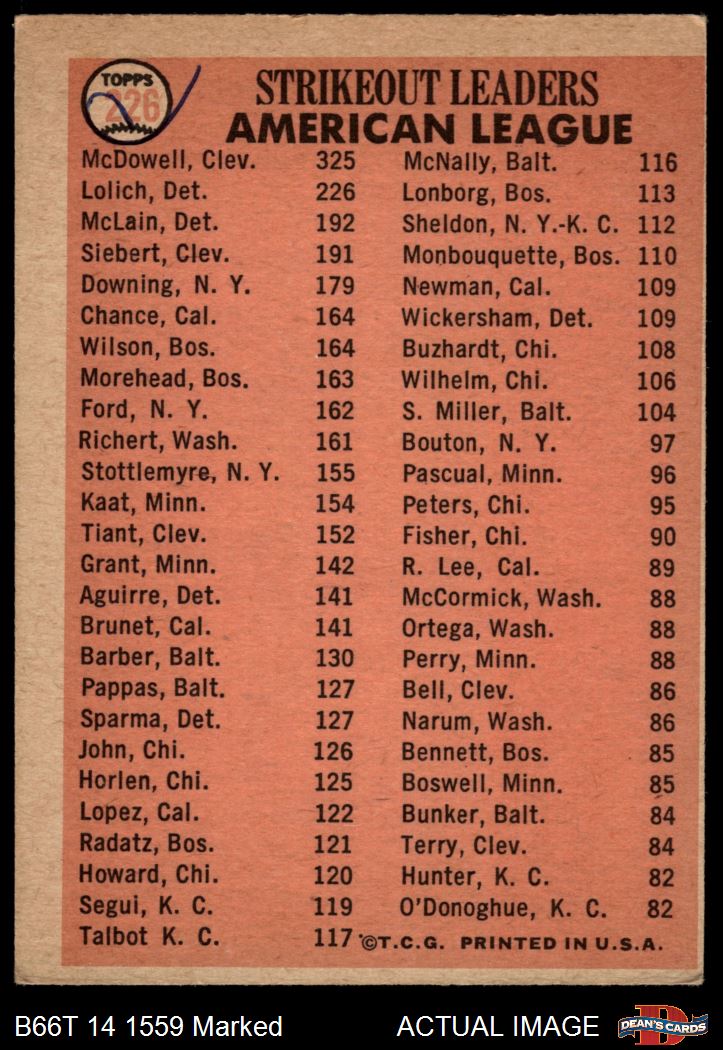 TOPPS
226
STRIKEOUT LEADERS
AMERICAN LEAGUE
McDowell, Clev. 325
Lolich, Det. 226
McLain, Det. 192
Siebert, Clev. 191
Downing, N. Y. 179
Chance, Cal. 164
Wilson, Bos. 164
Morehead, Bos. 163
Ford, N. Y. 162
Richert, Wash. 161
Stottlemyre, N. Y. 155
Kaat, Minn. 154
Tiant, Clev. 152
Grant, Minn. 142
Aguirre, Det. 141
Brunet, Cal. 141
Barber, Balt. 130
Pappas, Balt. 127
Sparma, Det. 127
John, Chi. 126
Horlen, Chi. 125
Lopez, Cal. 122
Radatz, Bos. 121
Howard, Chi. 120
Segui, K. C. 119
Talbot K. C. 117
McNally, Balt. 116
Lonborg, Bos. 113
Sheldon, N. Y.-K. C. 112
Monbouquette, Bos. 110
Newman, Cal. 109
Wickersham, Det. 109
Buzhardt, Chi. 108
Wilhelm, Chi. 106
S. Miller, Balt. 104
Bouton, N. Y. 97
Pascual, Minn. 96
Peters, Chi. 95
Fisher, Chi. 90
R. Lee, Cal. 89
McCormick, Wash. 88
Ortega, Wash. 88
Perry, Minn. 88
Bell, Clev. 86
Narum, Wash. 86
Bennett, Bos. 85
Boswell, Minn. 85
Bunker, Balt. 84
Terry, Clev. 84
Hunter, K. C. 82
O'Donoghue, K. C. 82
©T.C.G. PRINTED IN U.S.A.
B66T 14 1559 Marked
ACTUAL IMAGE
D
DEAN'S CARDS